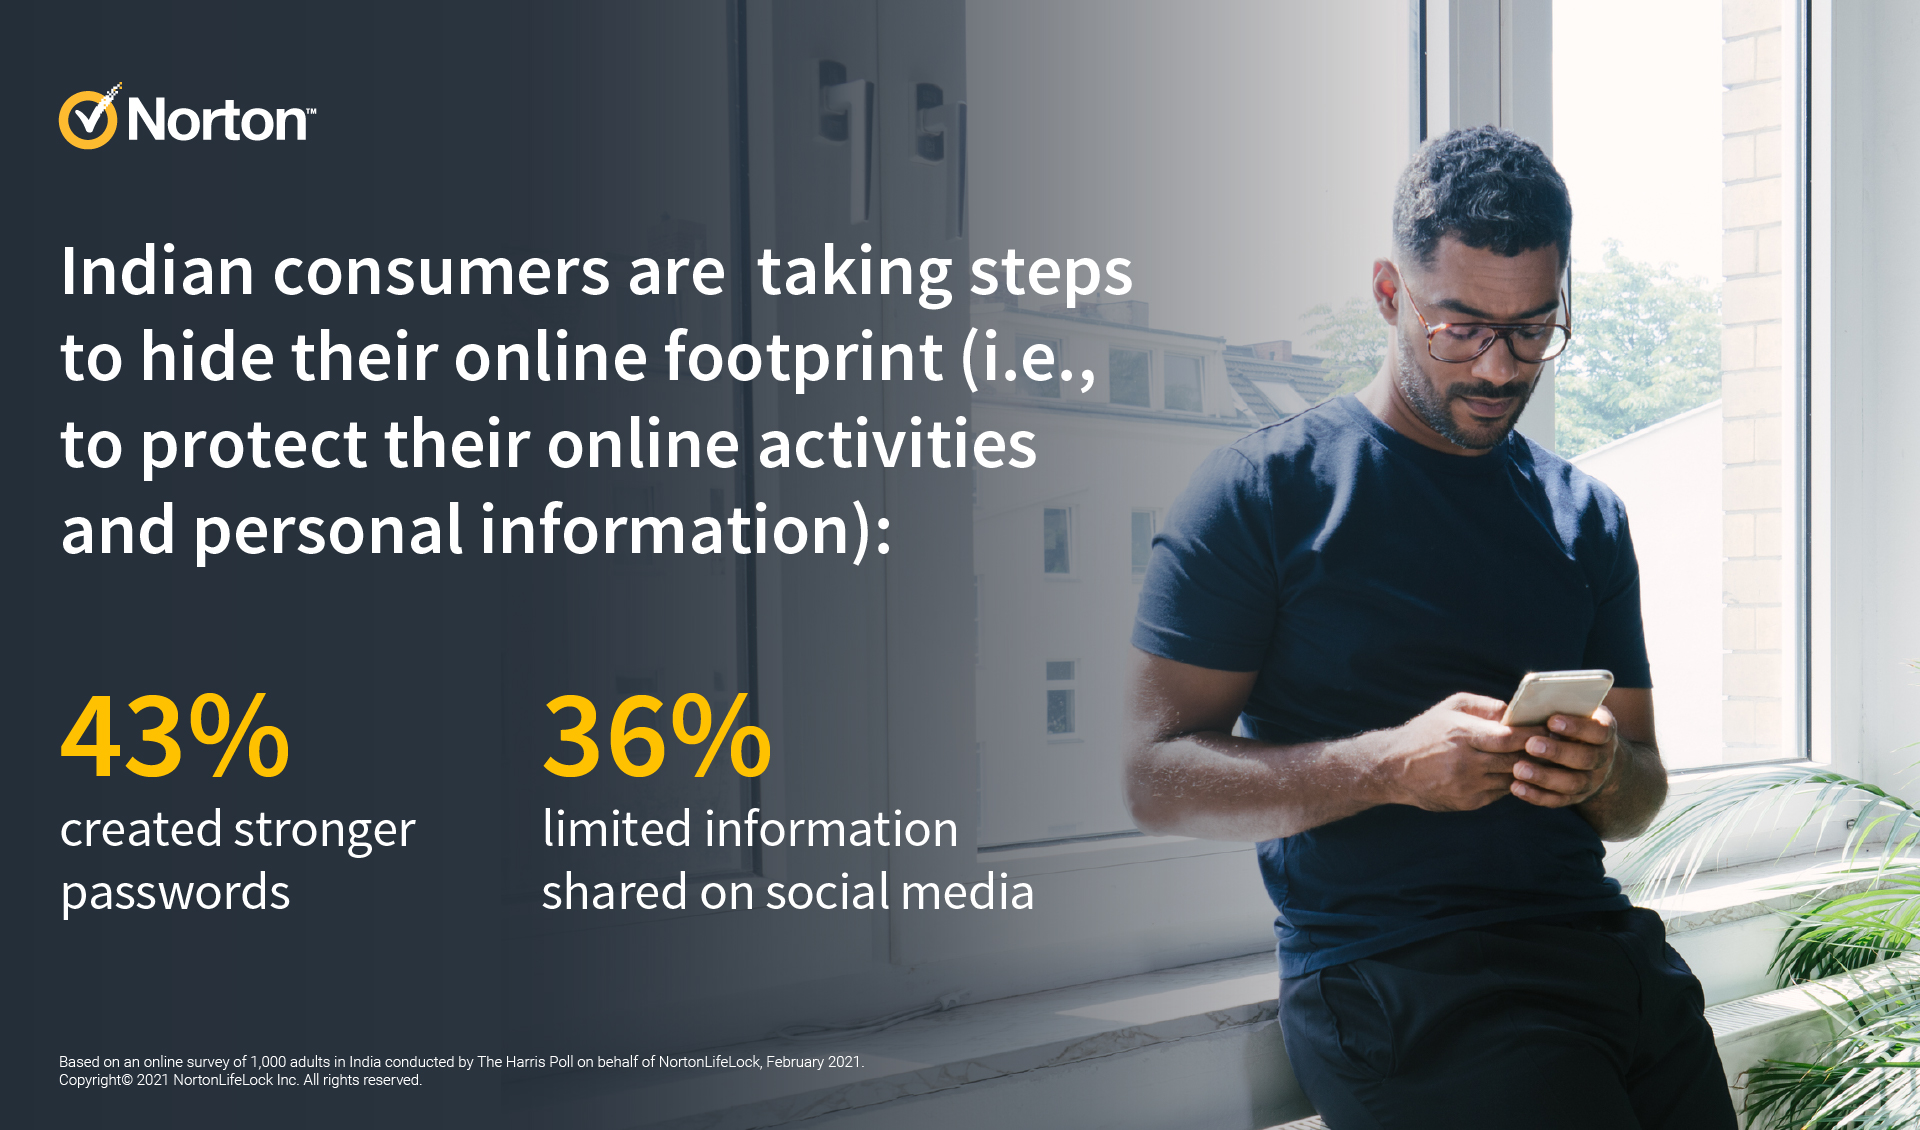 Norton™
Indian consumers are  taking steps
to hide their online footprint (i.e.,
to protect their online activities
and personal information):
43%
created stronger
passwords
36%
limited information
shared on social media
Based on an online survey of 1,000 adults in India conducted by The Harris Poll on behalf of NortonLifeLock, February 2021.
Copyright© 2021 NortonLifeLock Inc. All rights reserved.